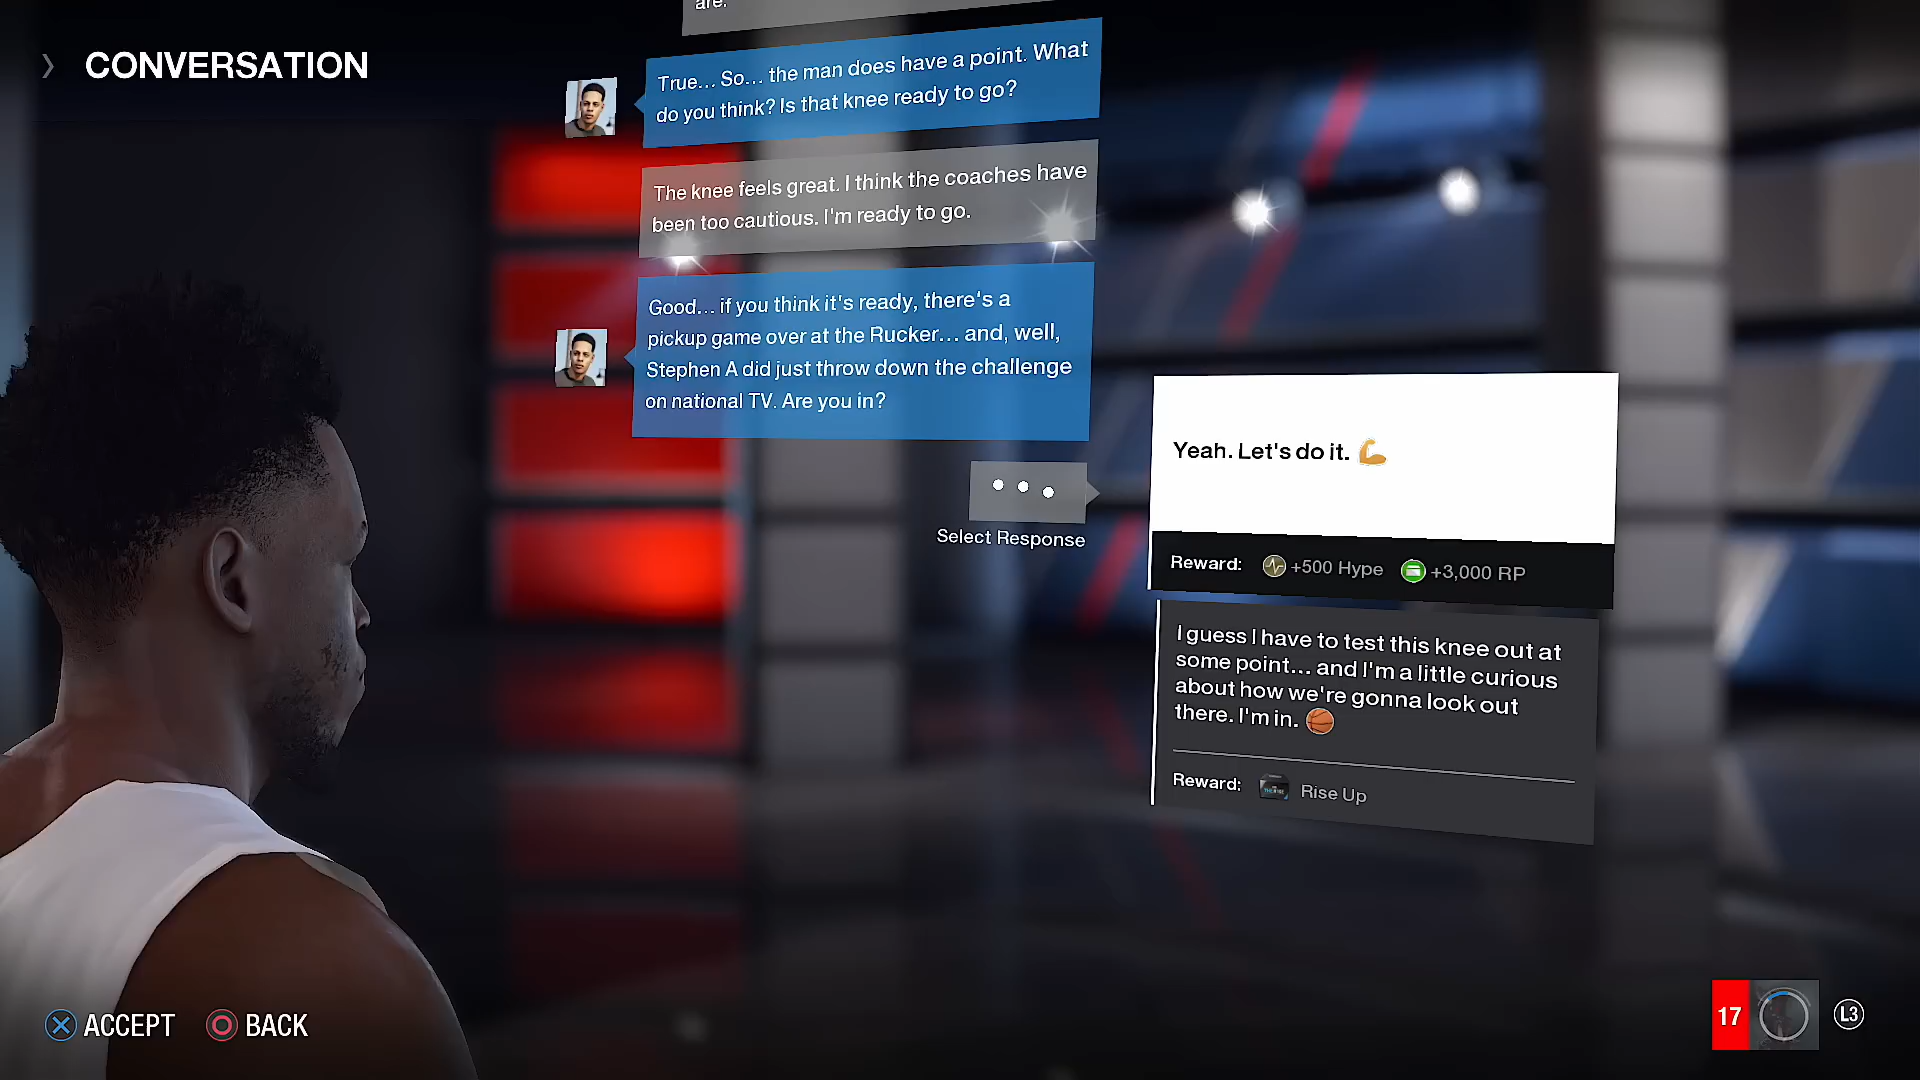 CONVERSATION
are.
True... So... the man does have a point. What
do you think? Is that knee ready to go?
The knee feels great. I think the coaches have
been too cautious. I'm ready to go.
Good... if you think it's ready, there's a
pickup game over at the Rucker... and, well,
Stephen A did just throw down the challenge
on national TV. Are you in?
Select Response
Yeah. Let's do it. 💪
Reward: +500 Hype +3,000 RP
I guess I have to test this knee out at
some point... and I'm a little curious
about how we're gonna look out
there. I'm in. 🏀
Reward: Rise Up
ACCEPT BACK
17 L3